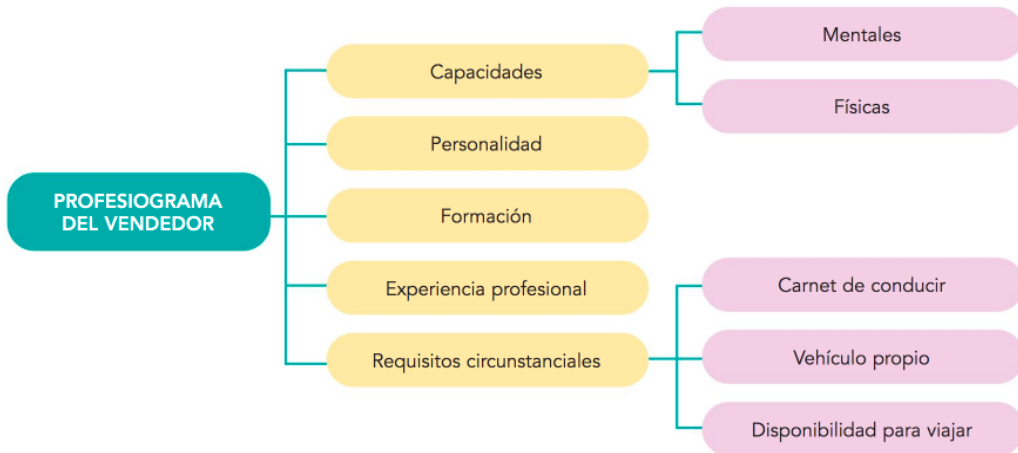 PROFESIOGRAMA
DEL VENDEDOR
Capacidades
Mentales
Físicas
Personalidad
Formación
Experiencia profesional
Requisitos circunstanciales
Carnet de conducir
Vehículo propio
Disponibilidad para viajar